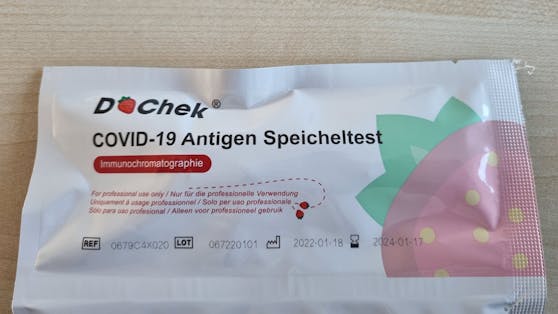 D Chek®
COVID-19 Antigen Speicheltest
Immunochromatographie
For professional use only / Nur für die professionelle Verwendung
Uniquement à usage professionnel / Solo per uso professionale
Solo para uso profesional / Alleen voor professioneel gebruik
REF 0679C4X020 LOT 067220101 2022-01-18 2024-01-17